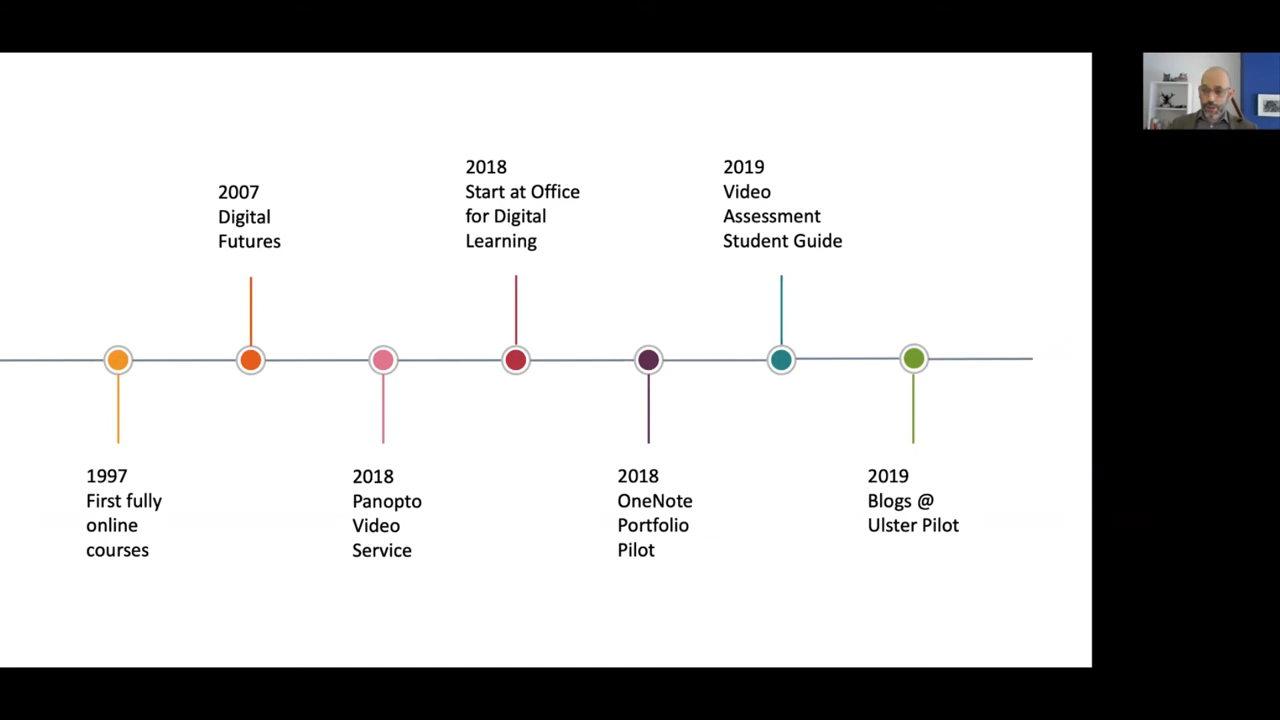 1997
First fully
online
courses
2007
Digital
Futures
2018
Panopto
Video
Service
2018
Start at Office
for Digital
Learning
2018
OneNote
Portfolio
Pilot
2019
Video
Assessment
Student Guide
2019
Blogs @
Ulster Pilot